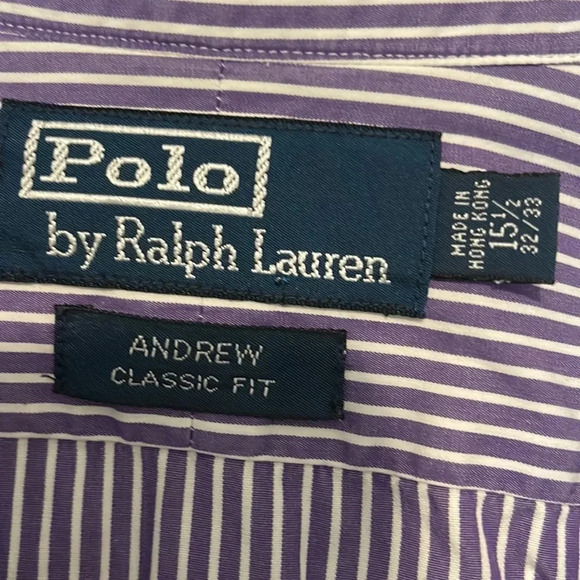 Polo
by Ralph Lauren
MADE IN
HONG KONG
15½
32/33
ANDREW
CLASSIC FIT